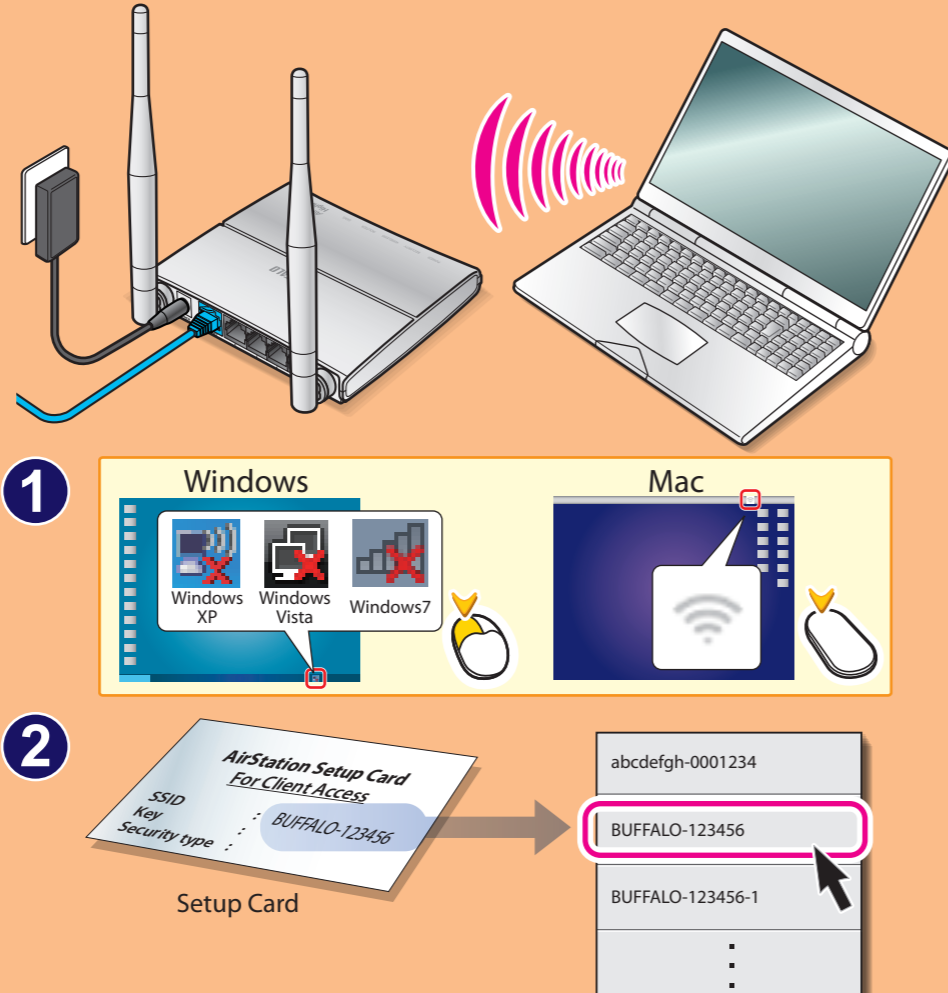 1
Windows
Mac
Windows
XP
Windows
Vista
Windows7
2
AirStation Setup Card
For Client Access
SSID : BUFFALO-123456
Key :
Security type :
Setup Card
abcdefgh-0001234
BUFFALO-123456
BUFFALO-123456-1